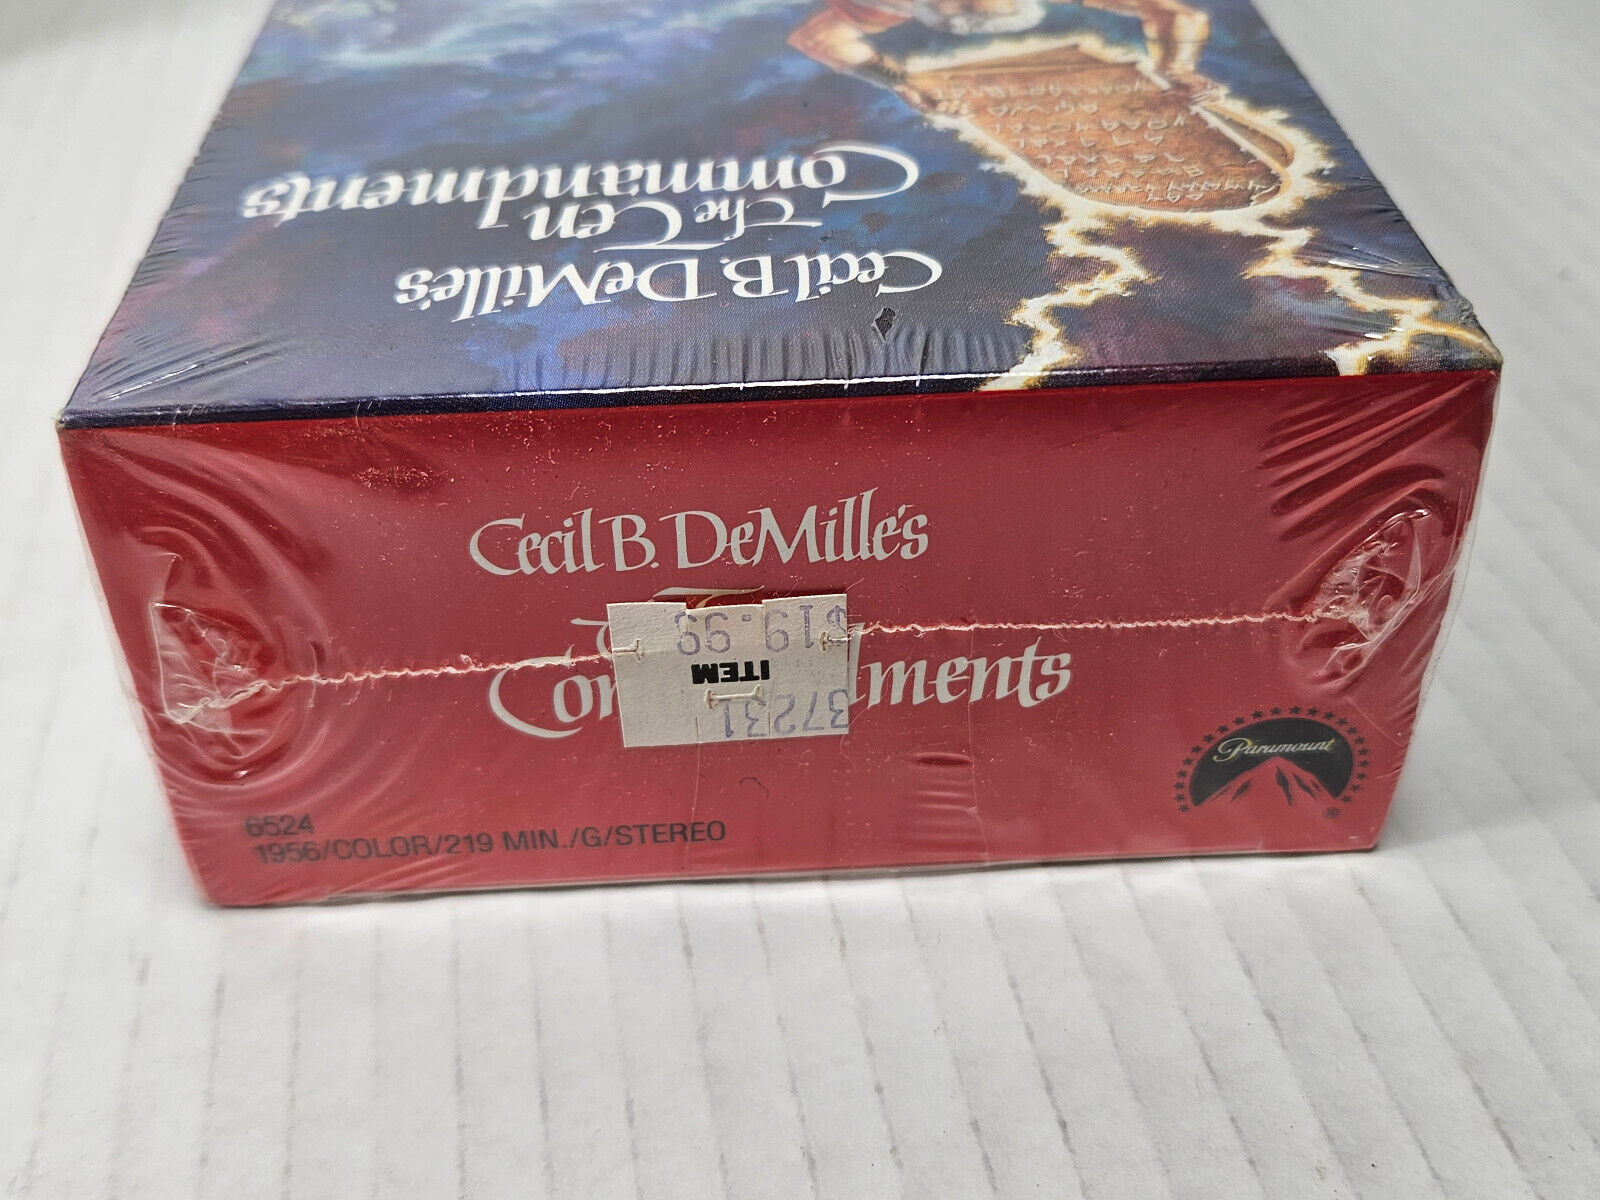 Cecil B. DeMille's
The Ten
Commandments
Cecil B. DeMille's
$19.99
ITEM
37231
Paramount
®
6524
1956/COLOR/219 MIN./G/STEREO